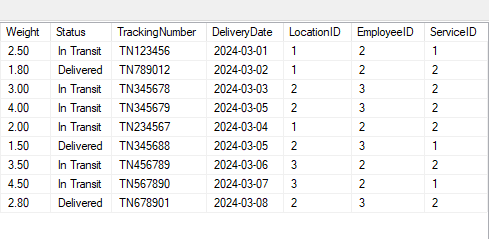 Weight Status TrackingNumber DeliveryDate LocationID EmployeeID ServiceID
2.50 In Transit TN123456 2024-03-01 1 2 1
1.80 Delivered TN789012 2024-03-02 1 2 2
3.00 In Transit TN345678 2024-03-03 2 3 2
4.00 In Transit TN345679 2024-03-05 2 3 2
2.00 In Transit TN234567 2024-03-04 1 2 2
1.50 Delivered TN345688 2024-03-05 2 3 1
3.50 In Transit TN456789 2024-03-06 3 2 2
4.50 In Transit TN567890 2024-03-07 3 2 1
2.80 Delivered TN678901 2024-03-08 2 3 2